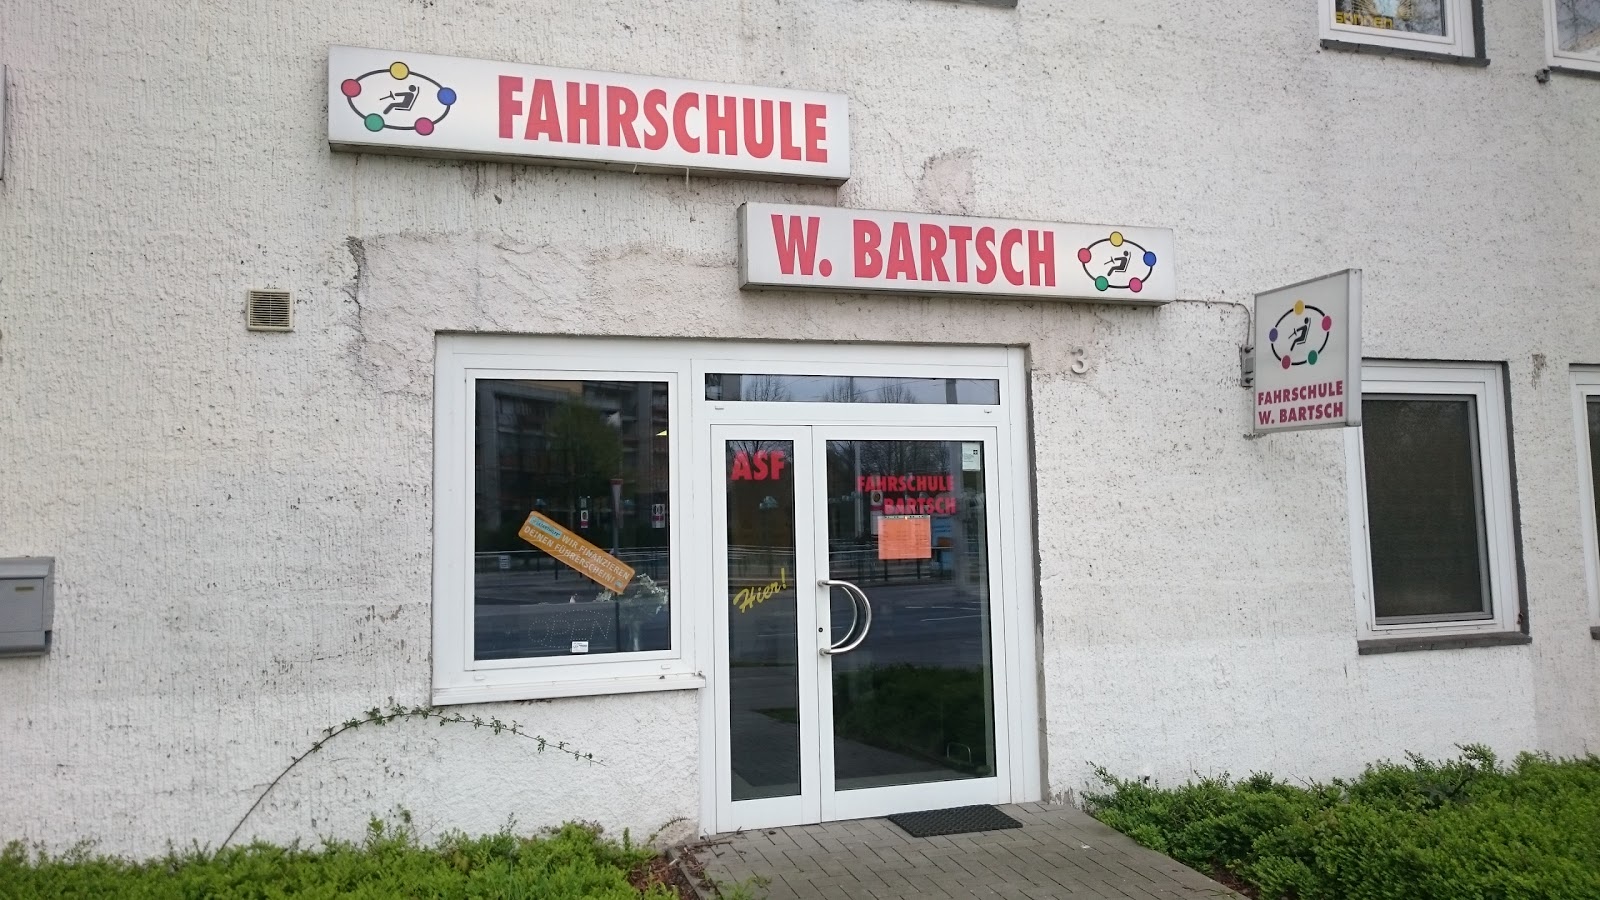 FAHRSCHULE
W. BARTSCH
3
FAHRSCHULE
W. BARTSCH
ASF
FAHRSCHULE
BARTSCH
WIR FINANZIEREN
DEINEN FÜHRERSCHEIN!
Hier!
OPEN